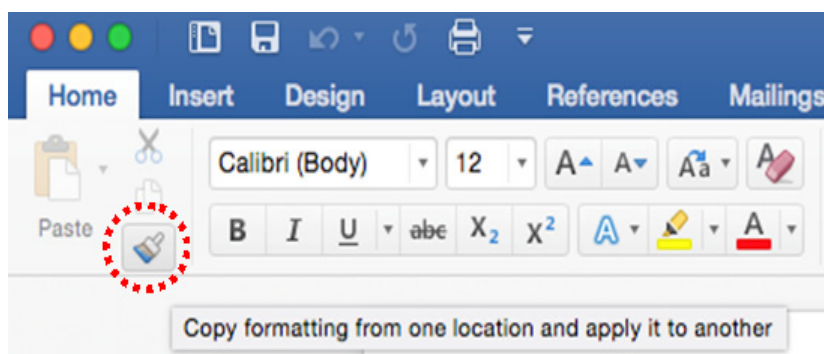 Home Insert Design Layout References Mailings
Calibri (Body) 12 A A Aa A
Paste B I U abc X₂ X² A A
Copy formatting from one location and apply it to another